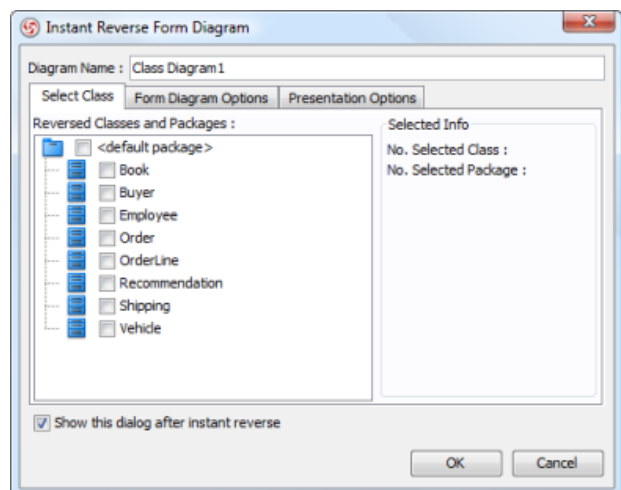 Instant Reverse Form Diagram
Diagram Name : Class Diagram1
Select Class Form Diagram Options Presentation Options
Reversed Classes and Packages :
<default package>
Book
Buyer
Employee
Order
OrderLine
Recommendation
Shipping
Vehicle
Selected Info
No. Selected Class :
No. Selected Package :
Show this dialog after instant reverse
OK Cancel